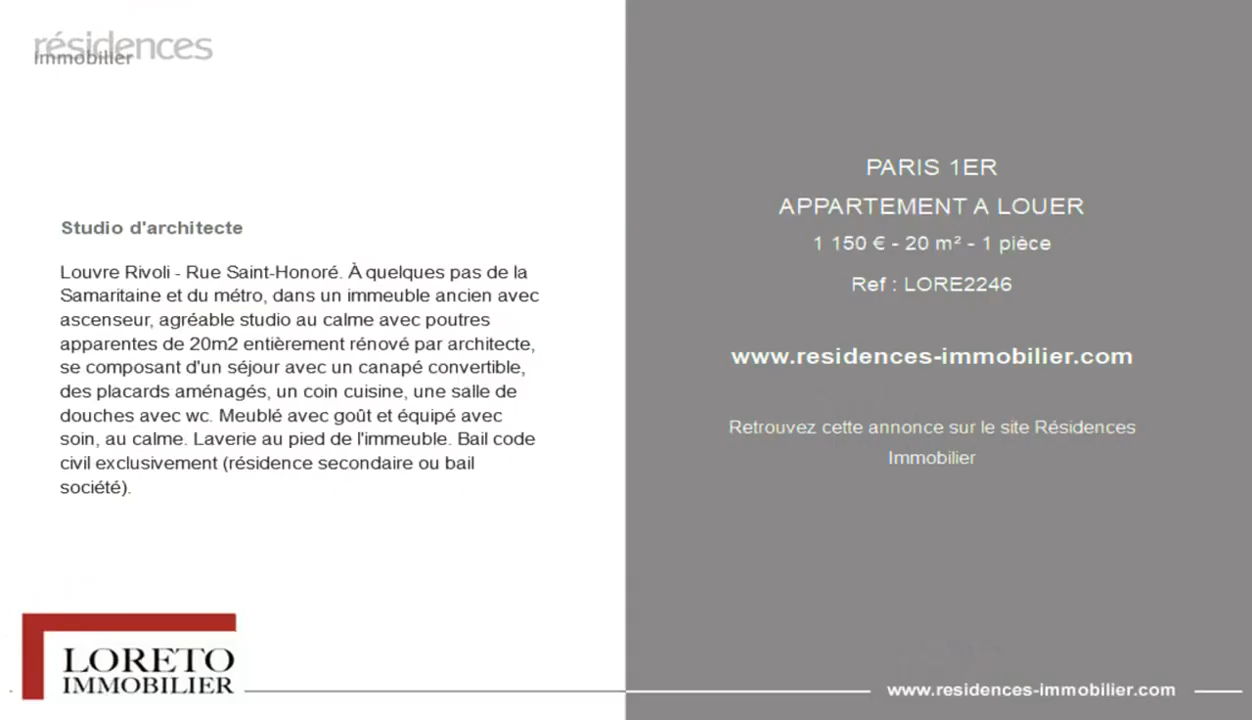 résidences
immobilier
Studio d'architecte
Louvre Rivoli - Rue Saint-Honoré. À quelques pas de la
Samaritaine et du métro, dans un immeuble ancien avec
ascenseur, agréable studio au calme avec poutres
apparentes de 20m2 entièrement rénové par architecte,
se composant d'un séjour avec un canapé convertible,
des placards aménagés, un coin cuisine, une salle de
douches avec wc. Meublé avec goût et équipé avec
soin, au calme. Laverie au pied de l'immeuble. Bail code
civil exclusivement (résidence secondaire ou bail
société).
LORETO
IMMOBILIER
PARIS 1ER
APPARTEMENT A LOUER
1 150 € - 20 m² - 1 pièce
Ref : LORE2246
www.residences-immobilier.com
Retrouvez cette annonce sur le site Résidences
Immobilier
www.residences-immobilier.com